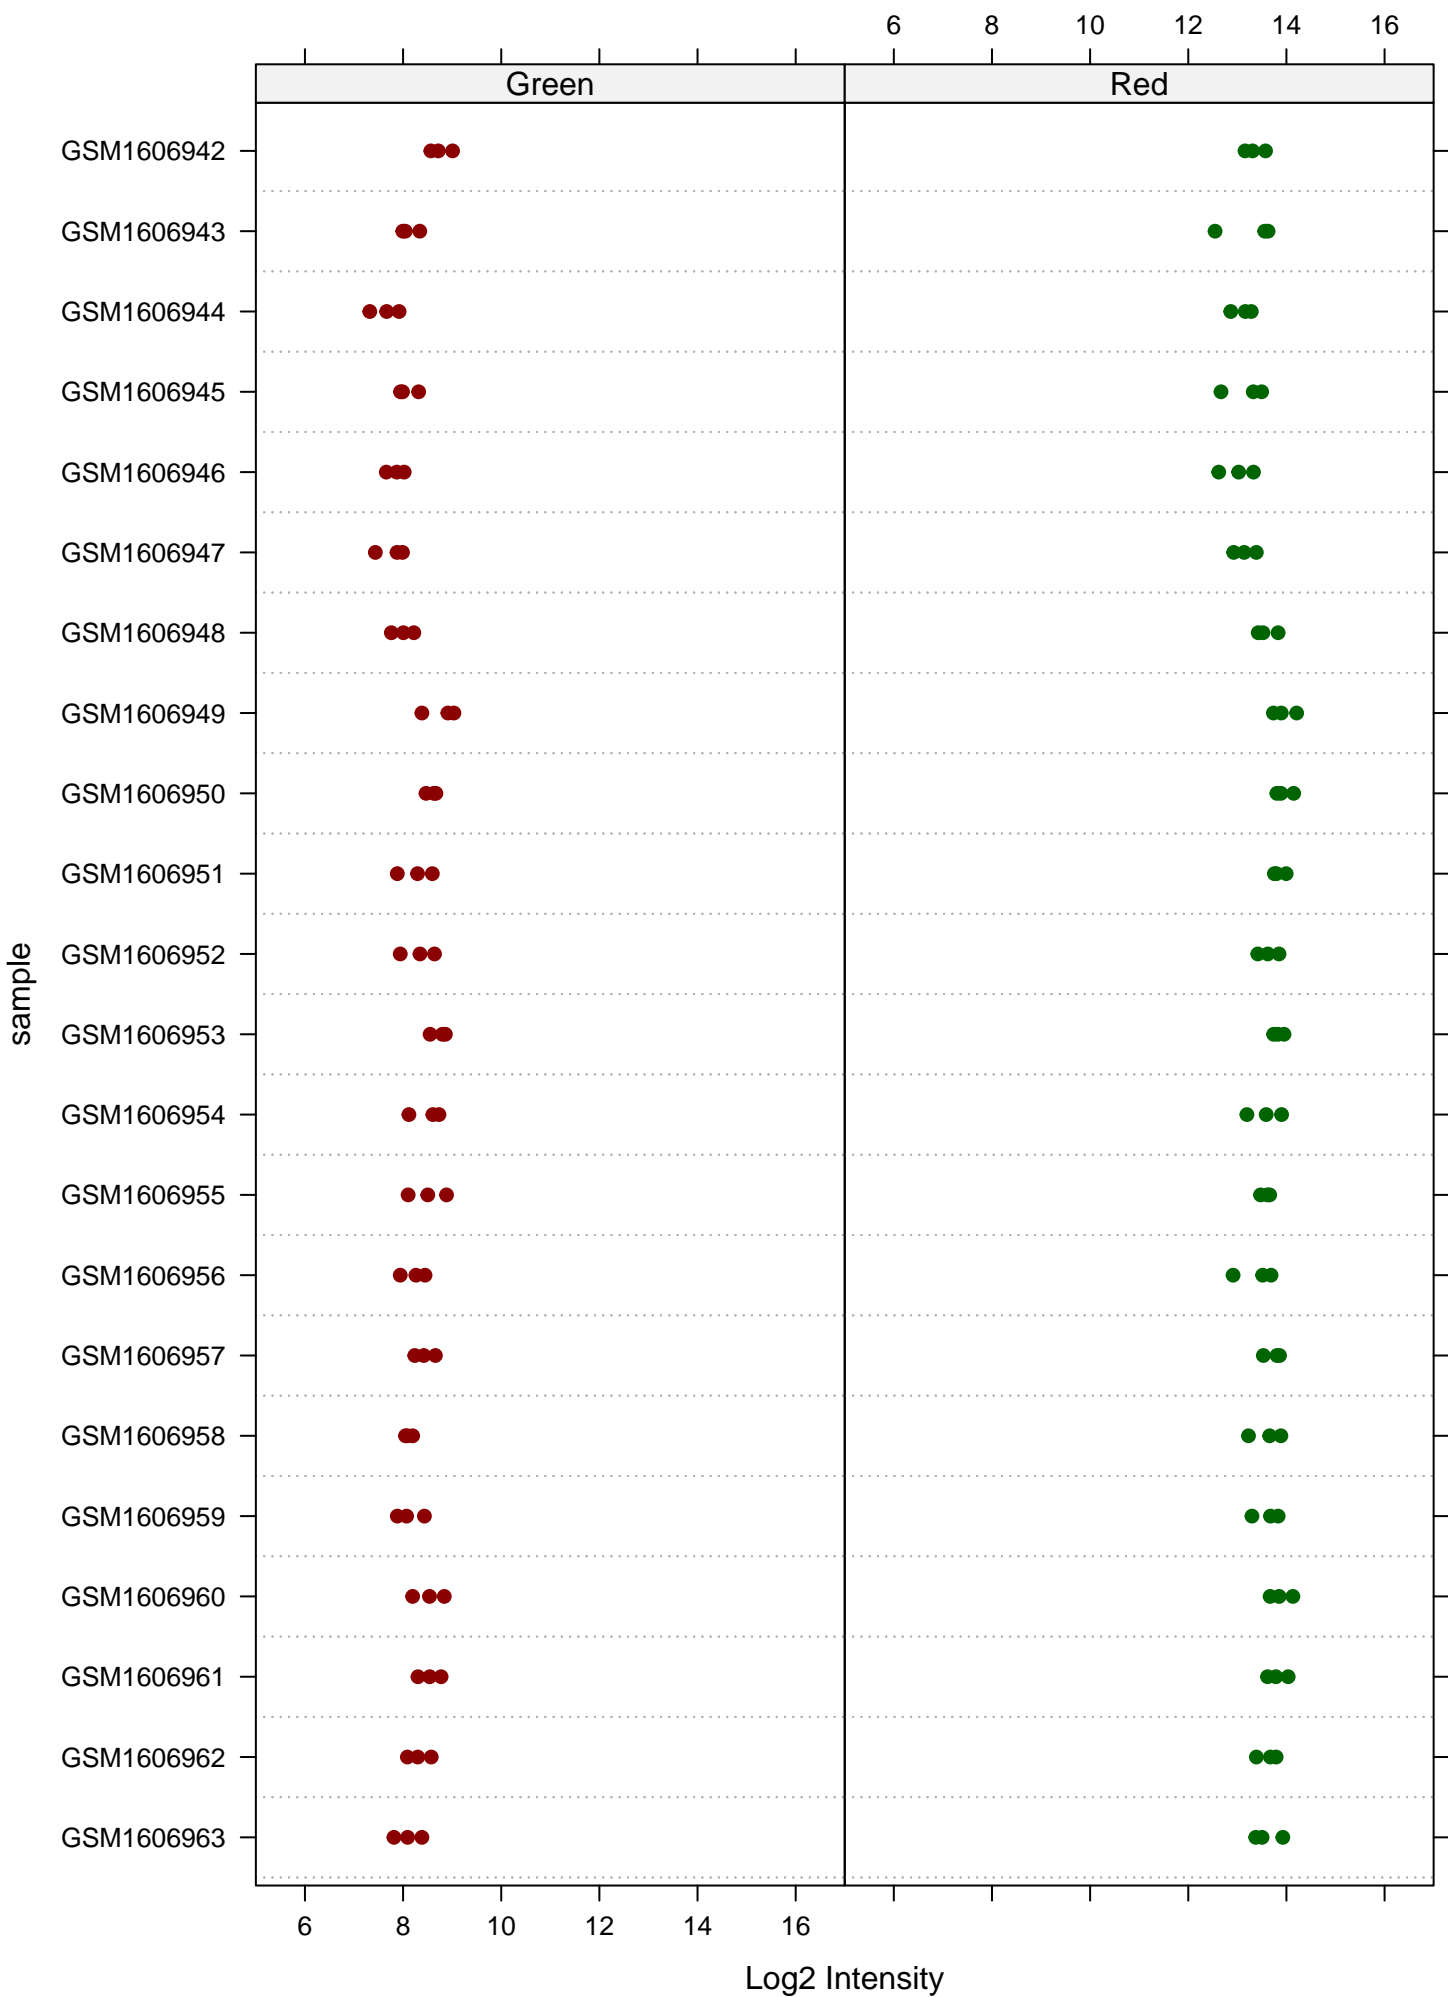 6 8 10 12 14 16
Green Red
GSM1606942
GSM1606943
GSM1606944
GSM1606945
GSM1606946
GSM1606947
GSM1606948
GSM1606949
GSM1606950
GSM1606951
GSM1606952
GSM1606953
GSM1606954
GSM1606955
GSM1606956
GSM1606957
GSM1606958
GSM1606959
GSM1606960
GSM1606961
GSM1606962
GSM1606963
sample
6 8 10 12 14 16
Log2 Intensity